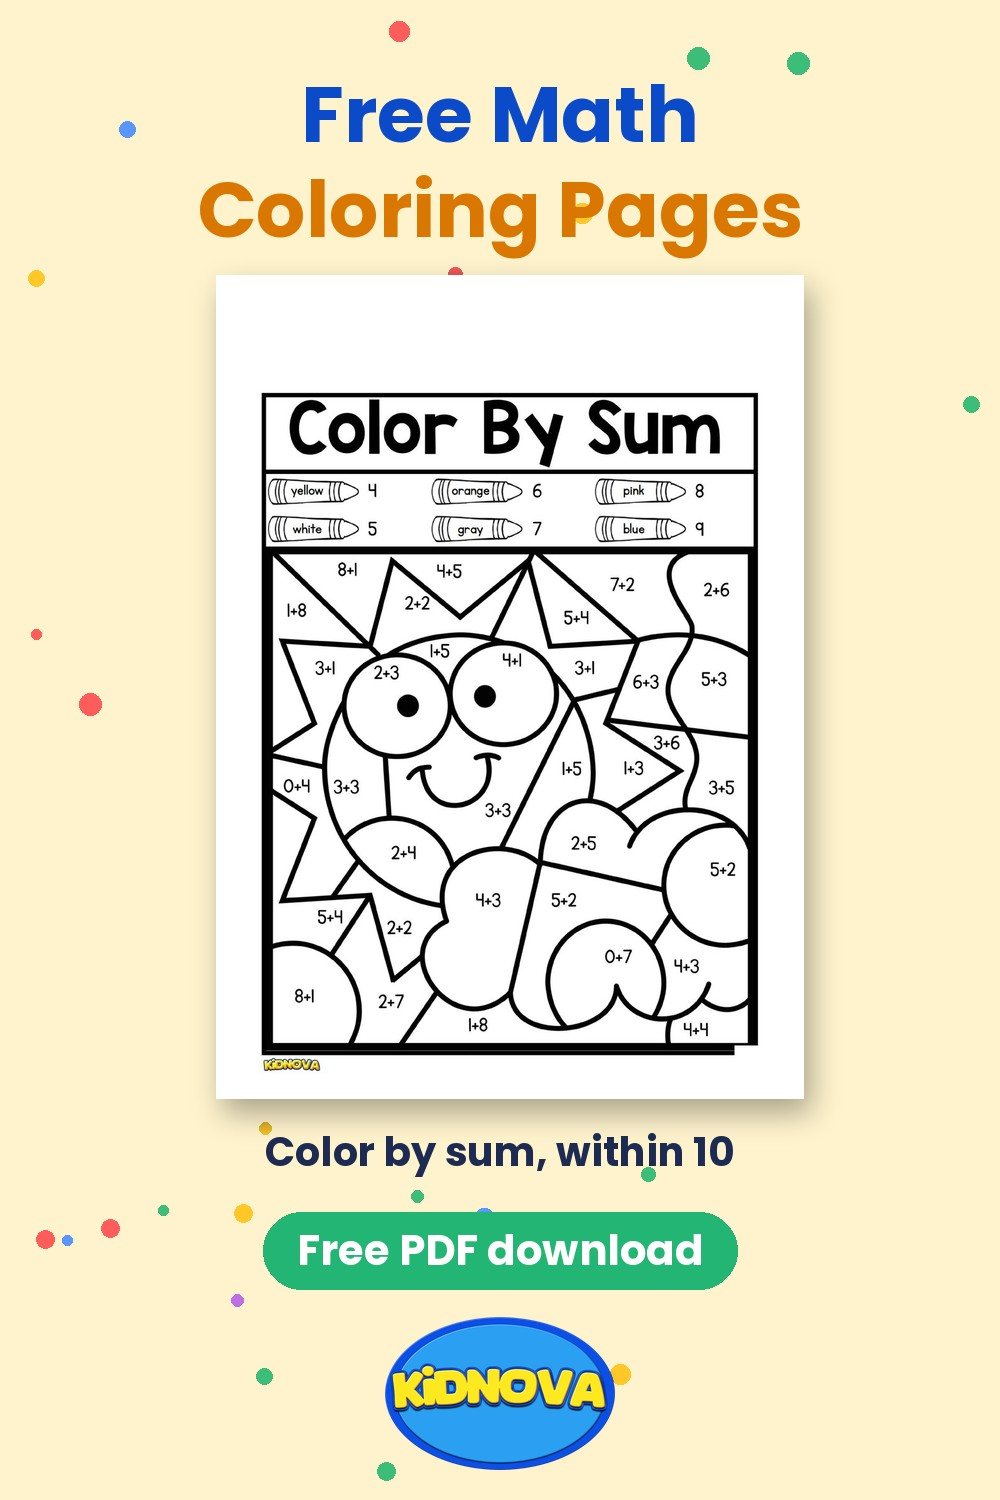 Free Math
Coloring Pages
Color By Sum
yellow 4 orange 6 pink 8
white 5 gray 7 blue 9
8+1 4+5 7+2 2+6
1+8 2+2 5+4
3+1 2+3 1+5 4+1 3+1 6+3 5+3
3+6
0+4 3+3 1+5 1+3 3+5
3+3
2+4 2+5 5+2
4+3 5+2
5+4 2+2
0+7 4+3
8+1 2+7
1+8 4+4
KiDNOVA
Color by sum, within 10
Free PDF download
KiDNOVA